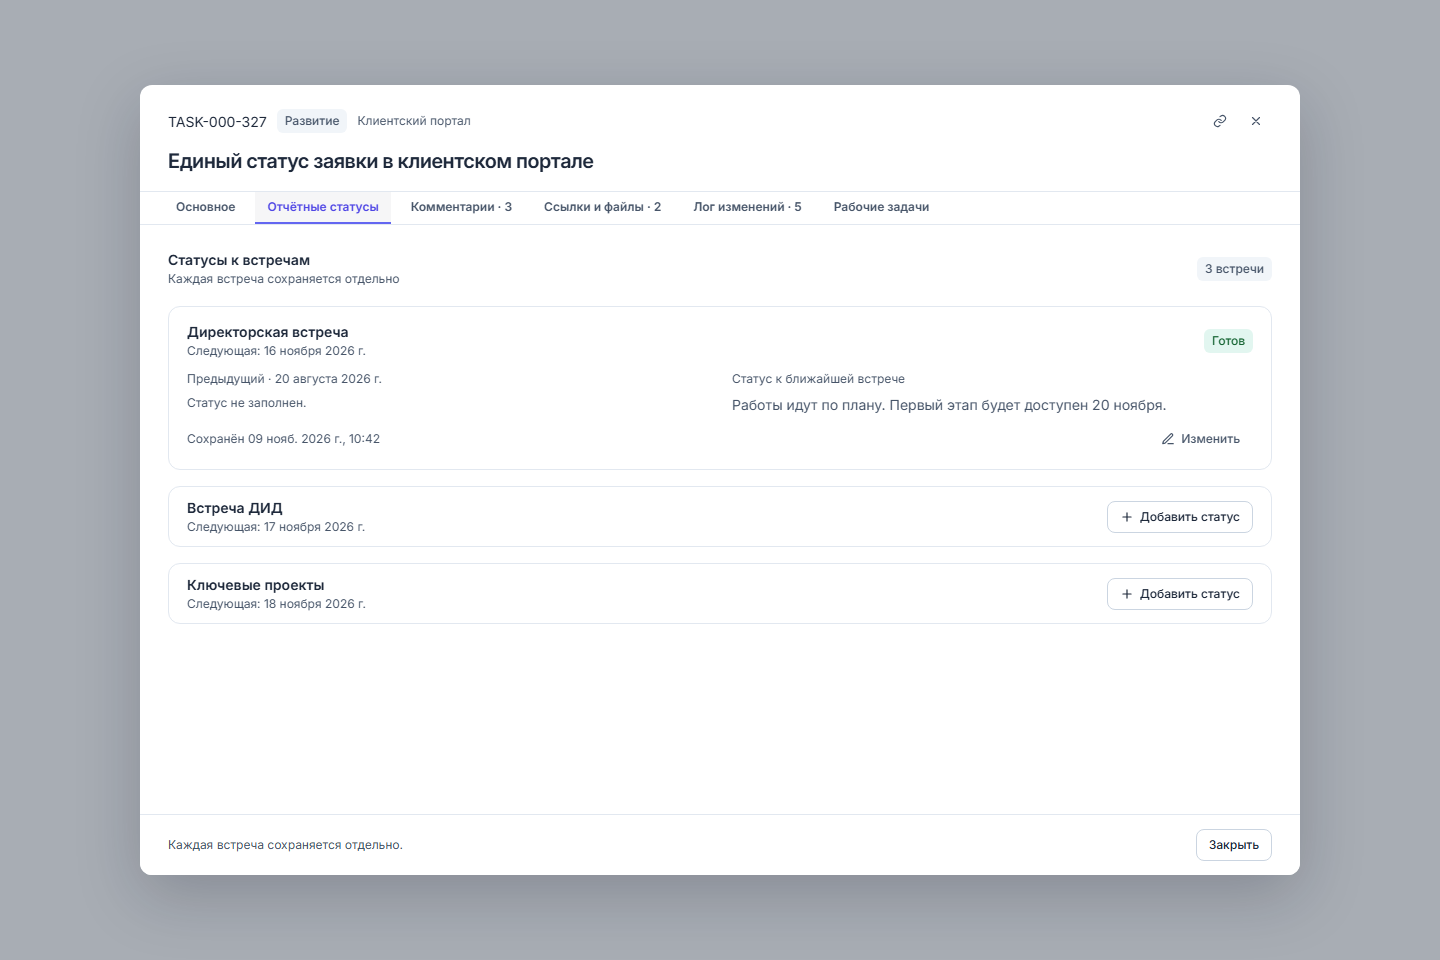 TASK-000-327 Развитие Клиентский портал
Единый статус заявки в клиентском портале
Основное Отчётные статусы Комментарии · 3 Ссылки и файлы · 2 Лог изменений · 5 Рабочие задачи
Статусы к встречам
Каждая встреча сохраняется отдельно
3 встречи
Директорская встреча
Следующая: 16 ноября 2026 г.
Готов
Предыдущий · 20 августа 2026 г.
Статус не заполнен.
Статус к ближайшей встрече
Работы идут по плану. Первый этап будет доступен 20 ноября.
Сохранён 09 нояб. 2026 г., 10:42
Изменить
Встреча ДИД
Следующая: 17 ноября 2026 г.
Добавить статус
Ключевые проекты
Следующая: 18 ноября 2026 г.
Добавить статус
Каждая встреча сохраняется отдельно.
Закрыть